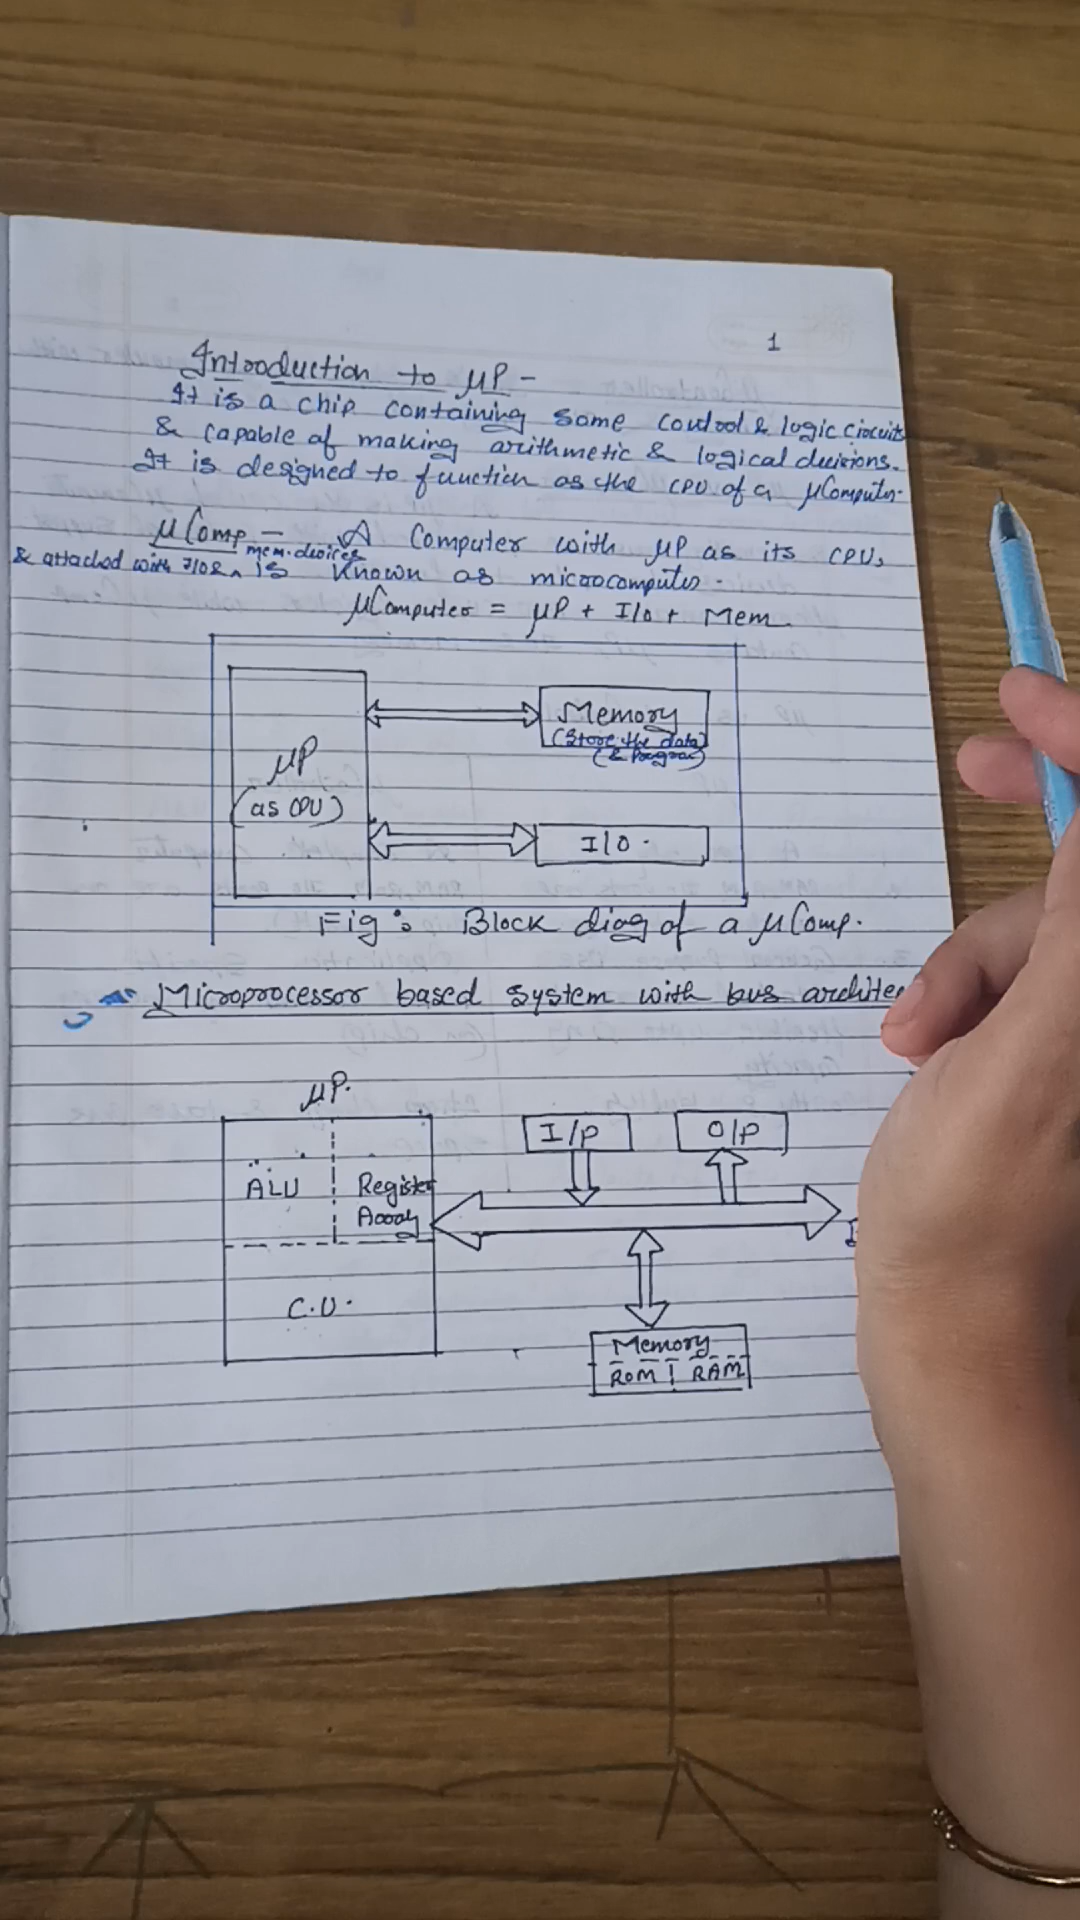 1
Introduction to μP -
It is a chip containing some control & logic circuits
& capable of making arithmetic & logical decisions.
It is designed to function as the CPU of a μComputer.
μComp - A Computer with μP as its CPU,
& attached with I/O & mem. devices is known as microcomputer.
μComputer = μP + I/O + Mem.
Memory
(Store the data
& Program)
μP
(as CPU)
I/O.
Fig: Block diag of a μComp.
Microprocessor based system with bus archite
μP.
I/P O/P
ALU Register
Array
C.U.
Memory
ROM RAM